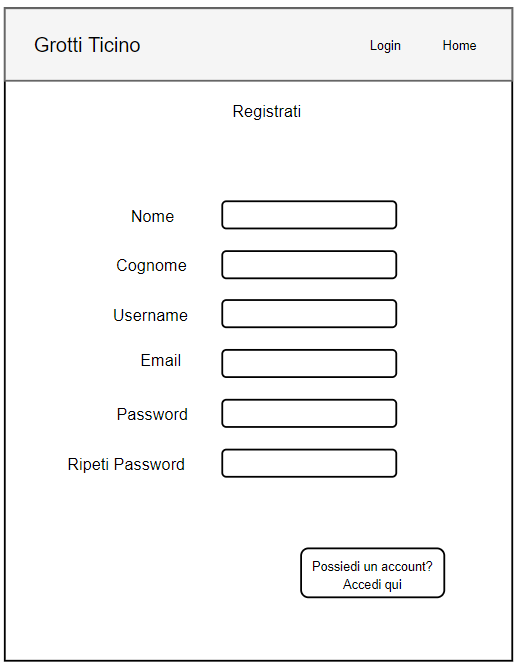 Grotti Ticino
Login
Home
Registrati
Nome
Cognome
Username
Email
Password
Ripeti Password
Possiedi un account?
Accedi qui